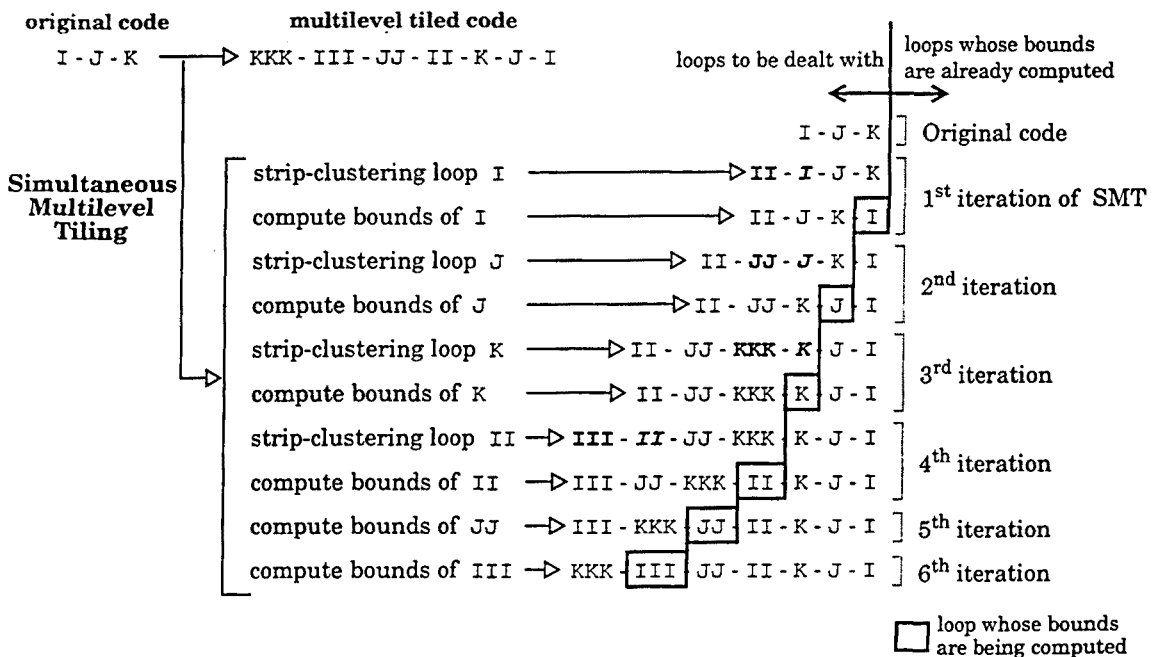 original code
multilevel tiled code
I - J - K
KKK - III - JJ - II - K - J - I
loops to be dealt with
loops whose bounds
are already computed
I - J - K
Original code
Simultaneous
Multilevel
Tiling
strip-clustering loop I
II - I - J - K
compute bounds of I
II - J - K - I
1st iteration of SMT
strip-clustering loop J
II - JJ - J - K - I
compute bounds of J
II - JJ - K - J - I
2nd iteration
strip-clustering loop K
II - JJ - KKK - K - J - I
compute bounds of K
II - JJ - KKK - K - J - I
3rd iteration
strip-clustering loop II
III - II - JJ - KKK - K - J - I
compute bounds of II
III - JJ - KKK - II - K - J - I
4th iteration
compute bounds of JJ
III - KKK - JJ - II - K - J - I
5th iteration
compute bounds of III
KKK - III - JJ - II - K - J - I
6th iteration
loop whose bounds
are being computed